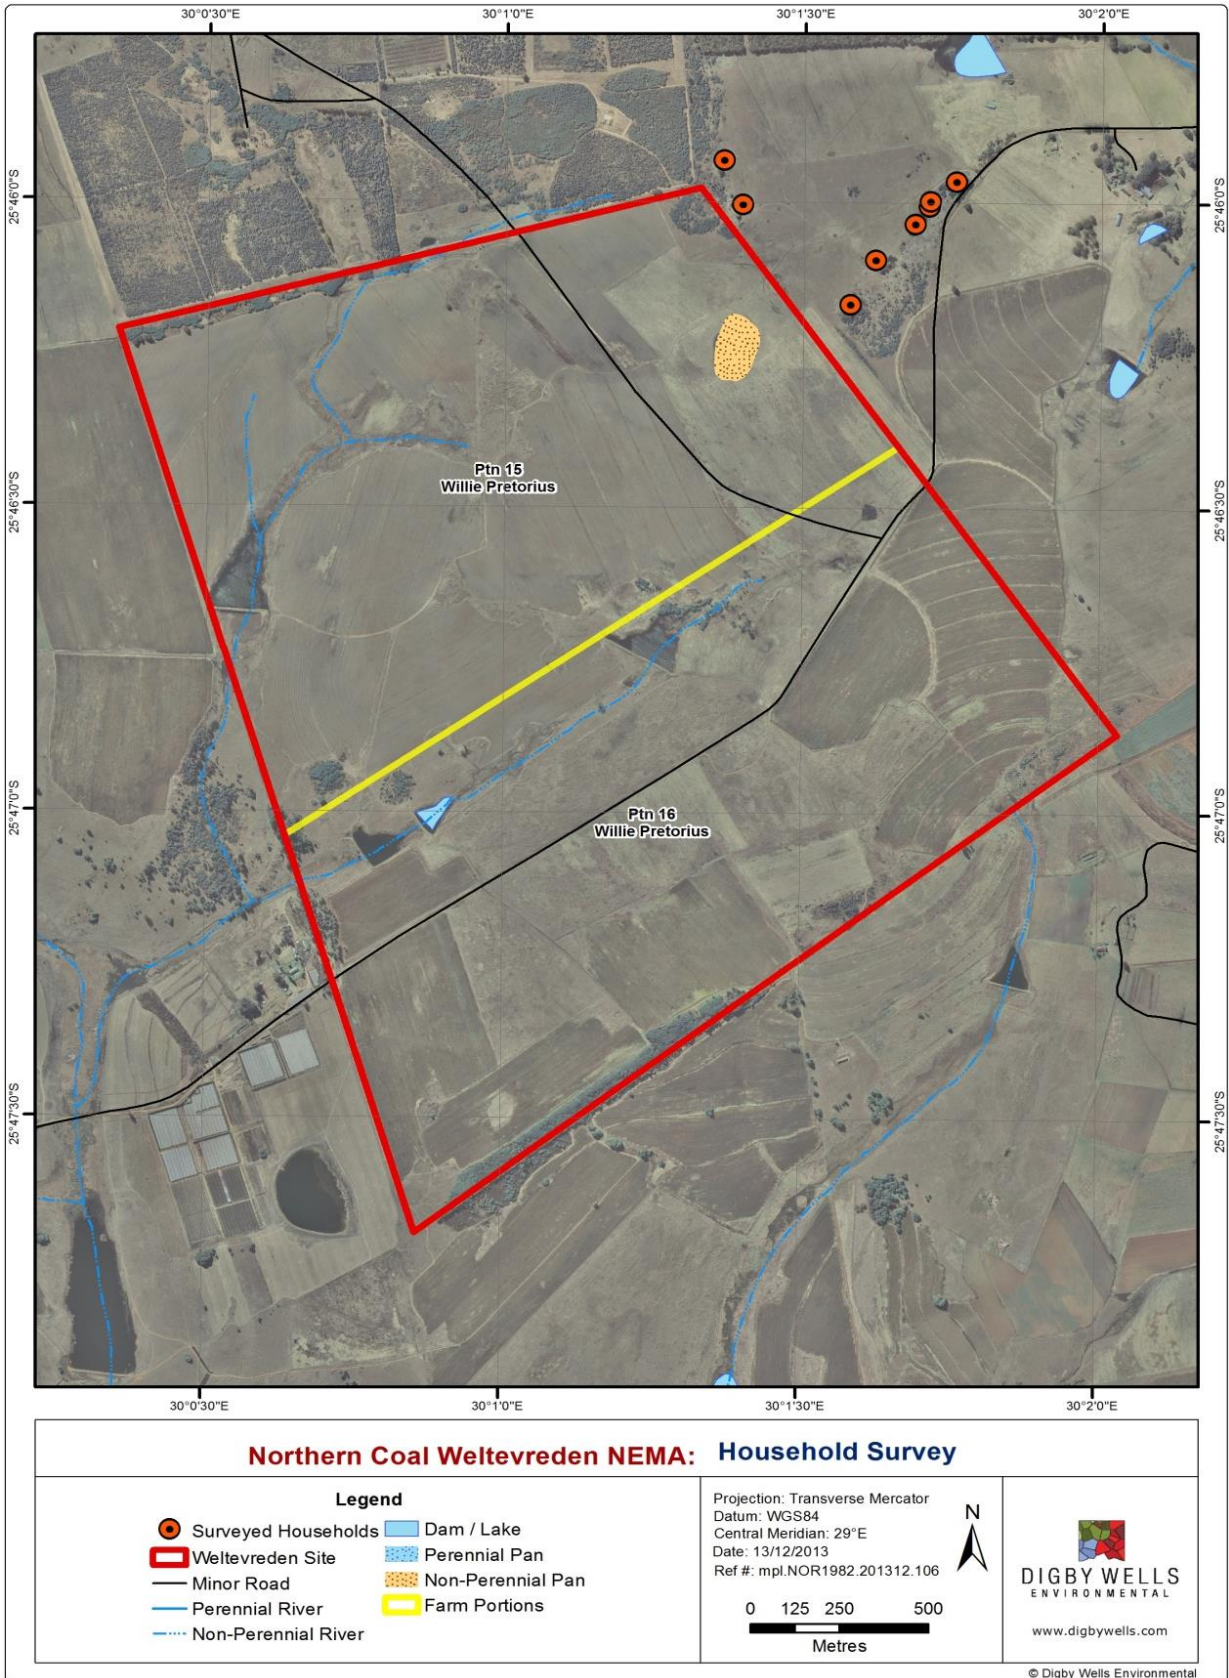 30°0'30"E
30°1'0"E
30°1'30"E
30°2'0"E
25°46'0"S
25°46'0"S
Ptn 15
Willie Pretorius
25°46'30"S
25°46'30"S
Ptn 16
Willie Pretorius
25°47'0"S
25°47'0"S
25°47'30"S
25°47'30"S
30°0'30"E
30°1'0"E
30°1'30"E
30°2'0"E
Northern Coal Weltevreden NEMA: Household Survey
Legend
Surveyed Households
Weltevreden Site
Minor Road
Perennial River
Non-Perennial River
Dam / Lake
Perennial Pan
Non-Perennial Pan
Farm Portions
Projection: Transverse Mercator
Datum: WGS84
Central Meridian: 29°E
Date: 13/12/2013
Ref #: mpl.NOR1982.201312.106
N
0 125 250 500
Metres
DIGBY WELLS
ENVIRONMENTAL
www.digbywells.com
© Digby Wells Environmental